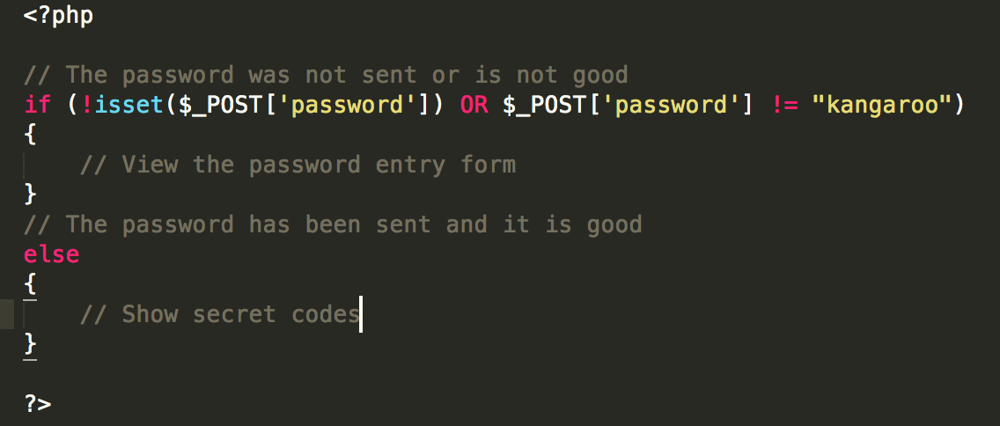 <?php
// The password was not sent or is not good
if (!isset($_POST['password']) OR $_POST['password'] != "kangaroo")
{
// View the password entry form
}
// The password has been sent and it is good
else
{
// Show secret codes
}
?>